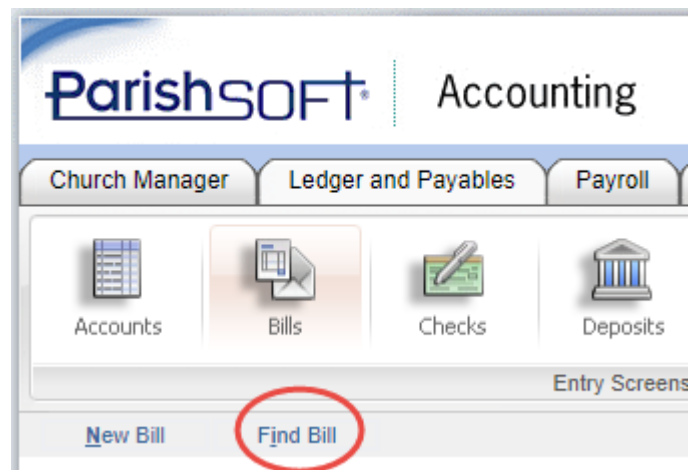 ParishSOFT® Accounting
Church Manager Ledger and Payables Payroll
Accounts Bills Checks Deposits
Entry Screens
New Bill Find Bill